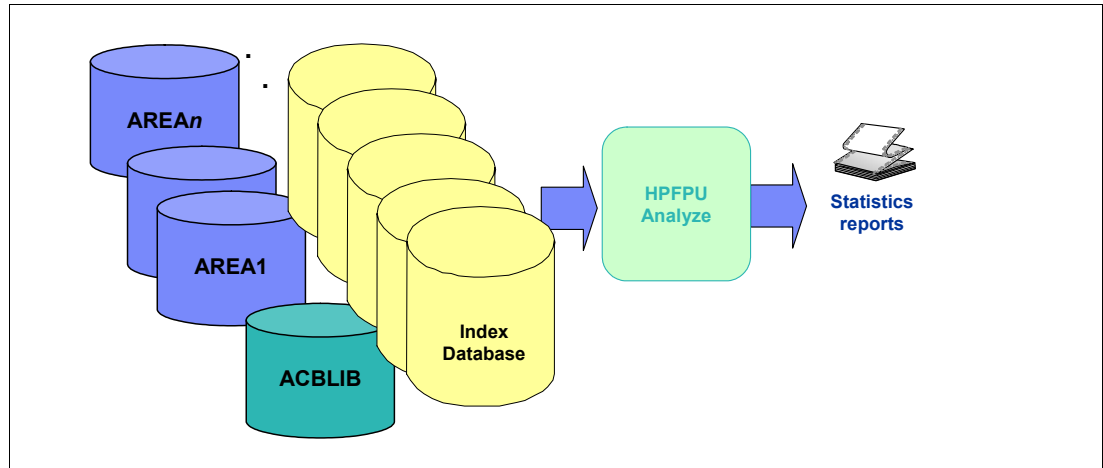 AREAn
AREA1
ACBLIB
Index
Database
HPFPU
Analyze
Statistics
reports